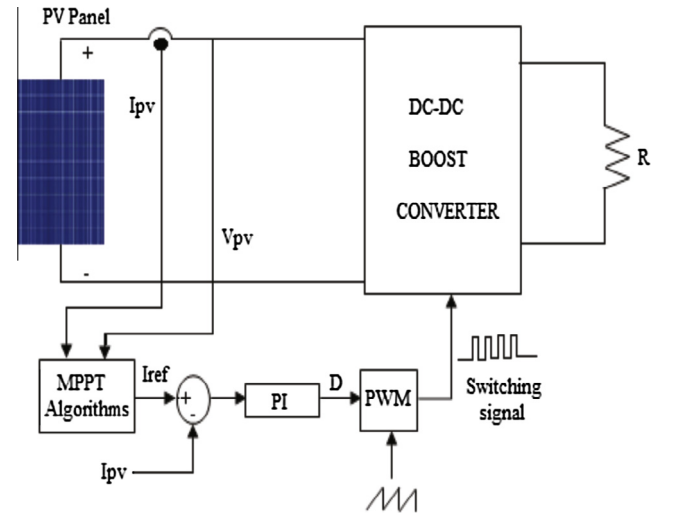 PV Panel
+
Ipv
DC-DC
BOOST
CONVERTER
R
Vpv
-
MPPT
Algorithms
Iref
+
-
PI
D
PWM
Switching
signal
Ipv